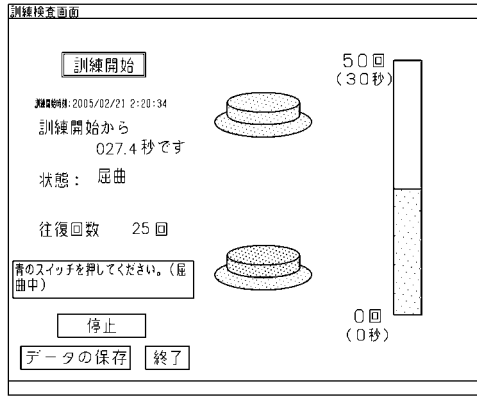 訓練検査画面
訓練開始
訓練開始時刻:2005/02/21 2:20:34
訓練開始から
027.4秒です
状態: 屈曲
往復回数 25回
青のスイッチを押してください。(屈
曲中)
停止
データの保存 終了
50回
(30秒)
0回
(0秒)